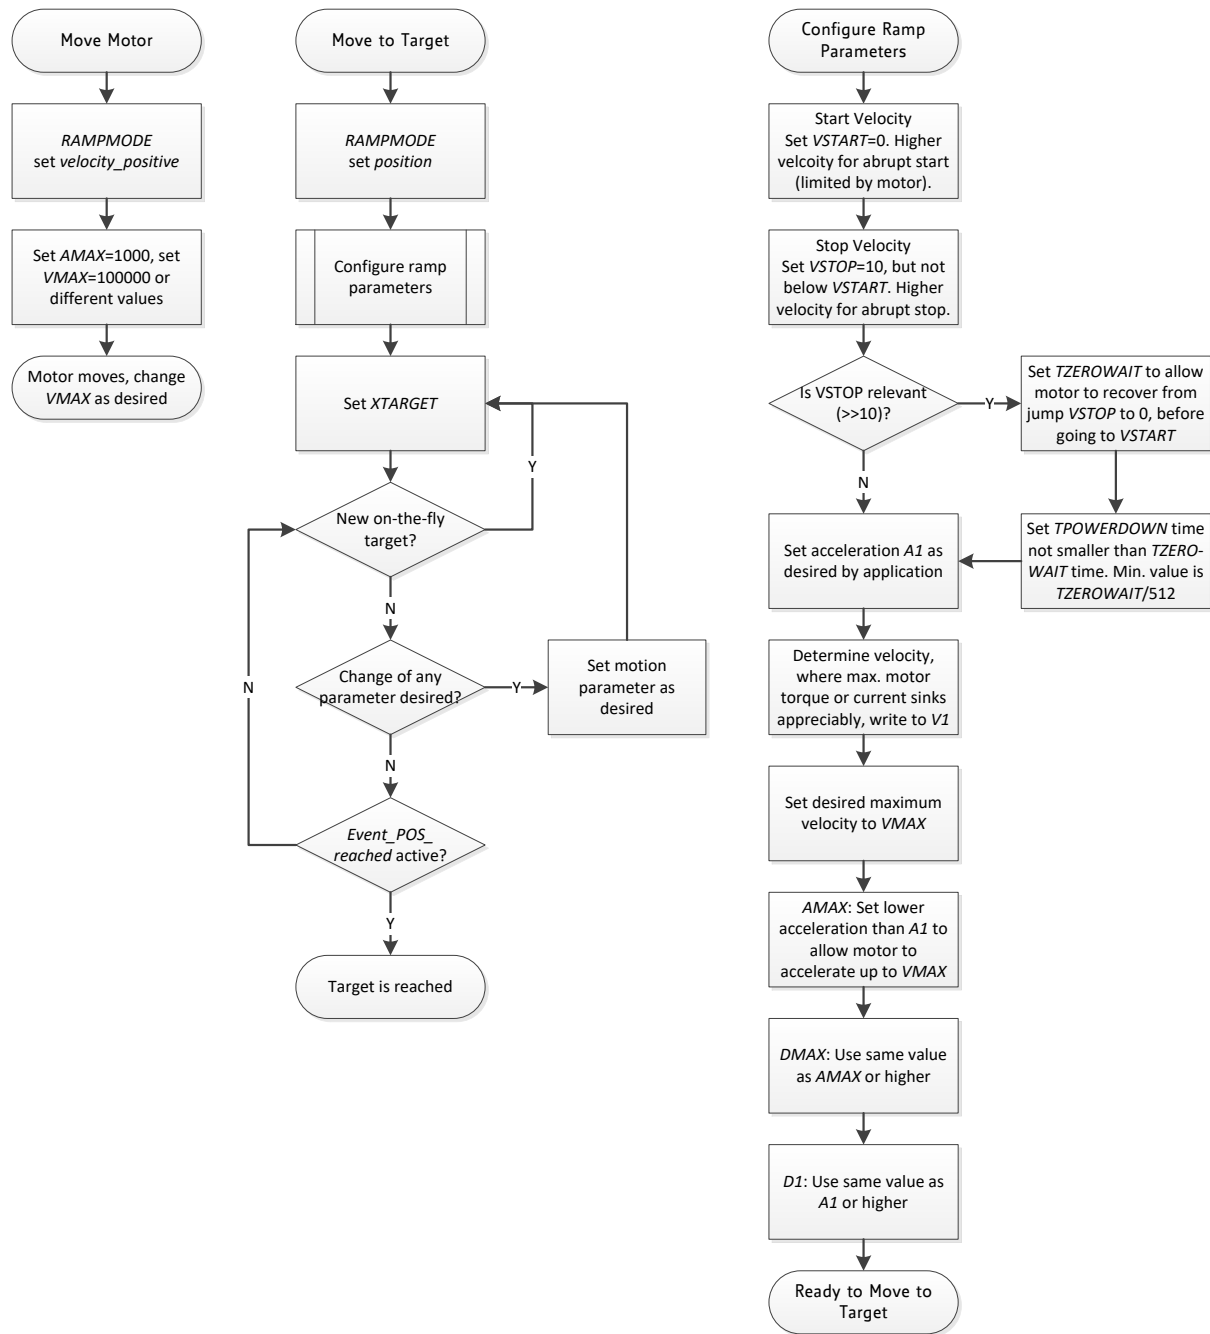 Move Motor
RAMPMODE
set velocity_positive
Set AMAX=1000, set
VMAX=100000 or
different values
Motor moves, change
VMAX as desired
Move to Target
RAMPMODE
set position
Configure ramp
parameters
Set XTARGET
Y
New on-the-fly
target?
N
N
Change of any
parameter desired?
Y
Set motion
parameter as
desired
N
Event_POS_
reached active?
Y
Target is reached
Configure Ramp
Parameters
Start Velocity
Set VSTART=0. Higher
velcoity for abrupt start
(limited by motor).
Stop Velocity
Set VSTOP=10, but not
below VSTART. Higher
velocity for abrupt stop.
Is VSTOP relevant
(>>10)?
Y
Set TZEROWAIT to allow
motor to recover from
jump VSTOP to 0, before
going to VSTART
N
Set TPOWERDOWN time
not smaller than TZERO-
WAIT time. Min. value is
TZEROWAIT/512
Set acceleration A1 as
desired by application
Determine velocity,
where max. motor
torque or current sinks
appreciably, write to V1
Set desired maximum
velocity to VMAX
AMAX: Set lower
acceleration than A1 to
allow motor to
accelerate up to VMAX
DMAX: Use same value
as AMAX or higher
D1: Use same value as
A1 or higher
Ready to Move to
Target